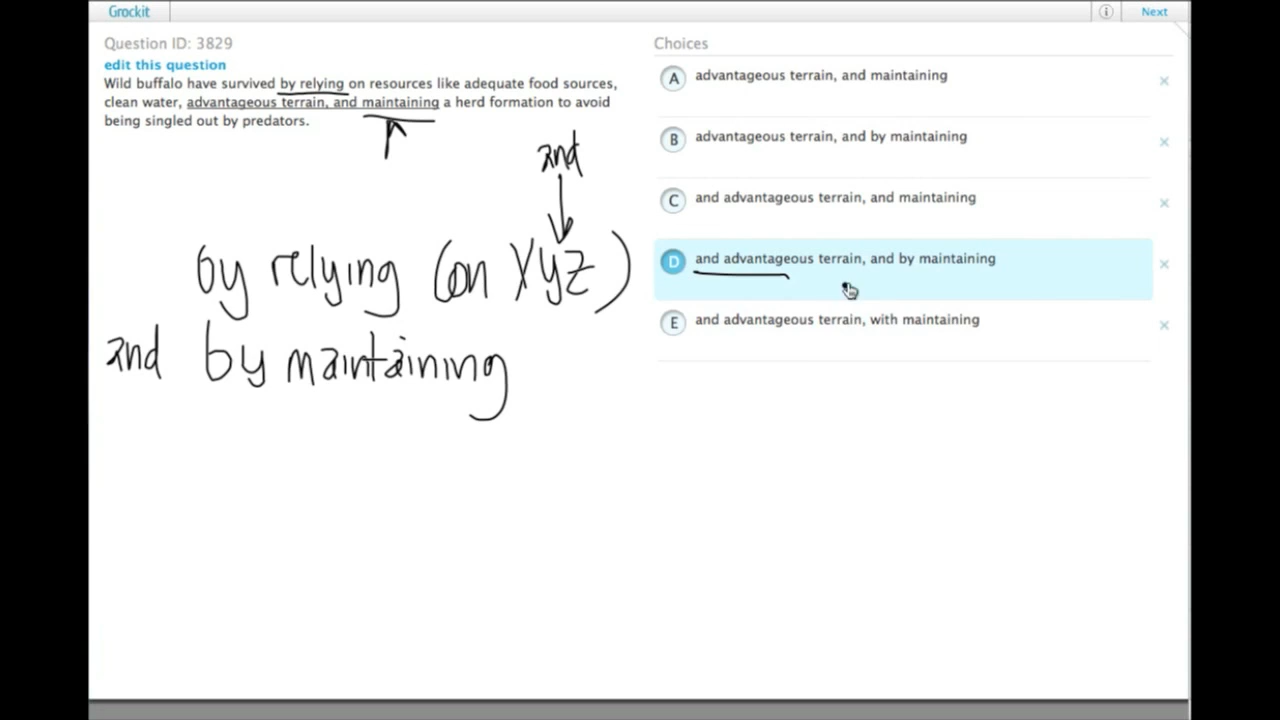 Grockit
Next
Question ID: 3829
edit this question
Wild buffalo have survived by relying on resources like adequate food sources,
clean water, advantageous terrain, and maintaining a herd formation to avoid
being singled out by predators.
and
by relying (on XYZ)
and by maintaining
Choices
A advantageous terrain, and maintaining
B advantageous terrain, and by maintaining
C and advantageous terrain, and maintaining
D and advantageous terrain, and by maintaining
E and advantageous terrain, with maintaining